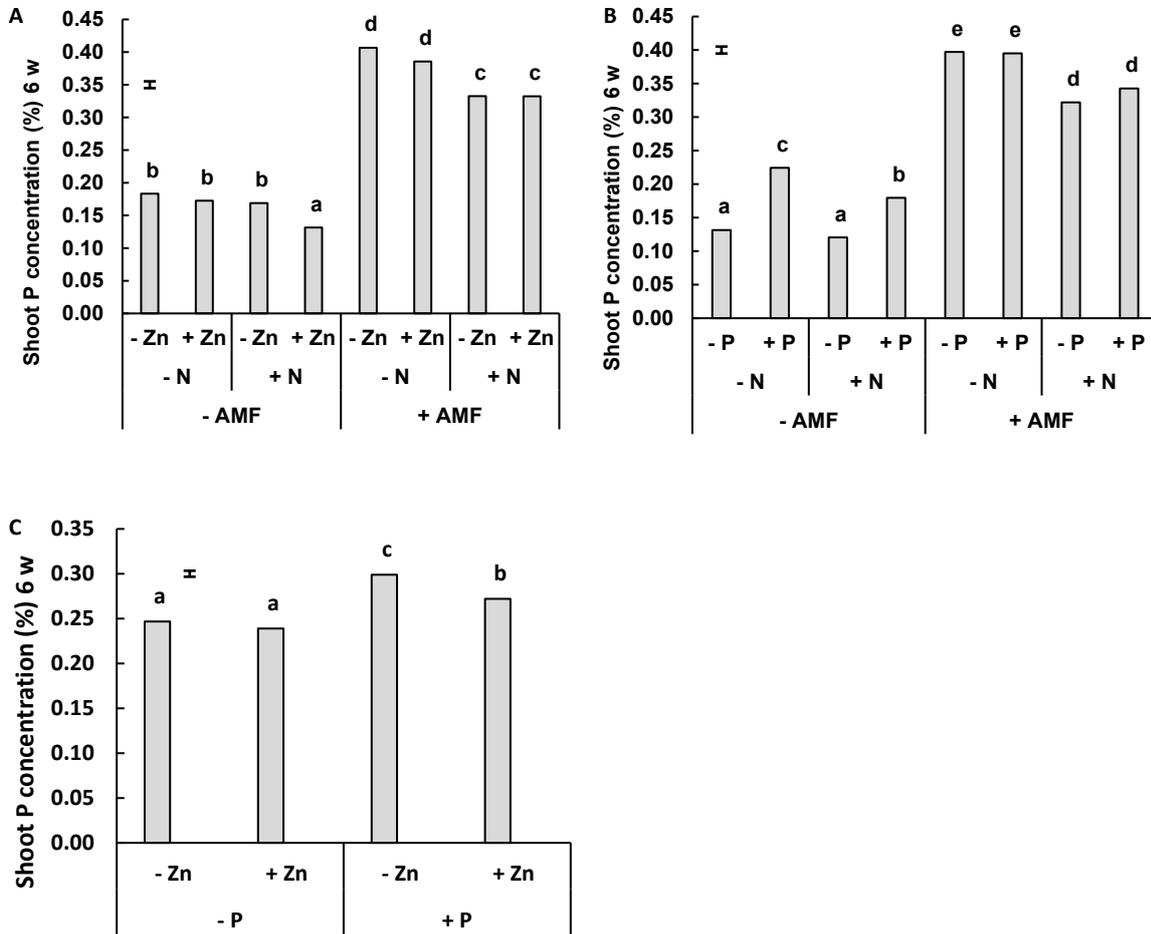 A
Shoot P concentration (%) 6 w
0.45
0.40
0.35
0.30
0.25
0.20
0.15
0.10
0.05
0.00
b b b a d d c c
- Zn + Zn - Zn + Zn - Zn + Zn - Zn + Zn
- N + N - N + N
- AMF + AMF
B
Shoot P concentration (%) 6 w
0.45
0.40
0.35
0.30
0.25
0.20
0.15
0.10
0.05
0.00
a c a b e e d d
- P + P - P + P - P + P - P + P
- N + N - N + N
- AMF + AMF
C
Shoot P concentration (%) 6 w
0.35
0.30
0.25
0.20
0.15
0.10
0.05
0.00
a a c b
- Zn + Zn - Zn + Zn
- P + P